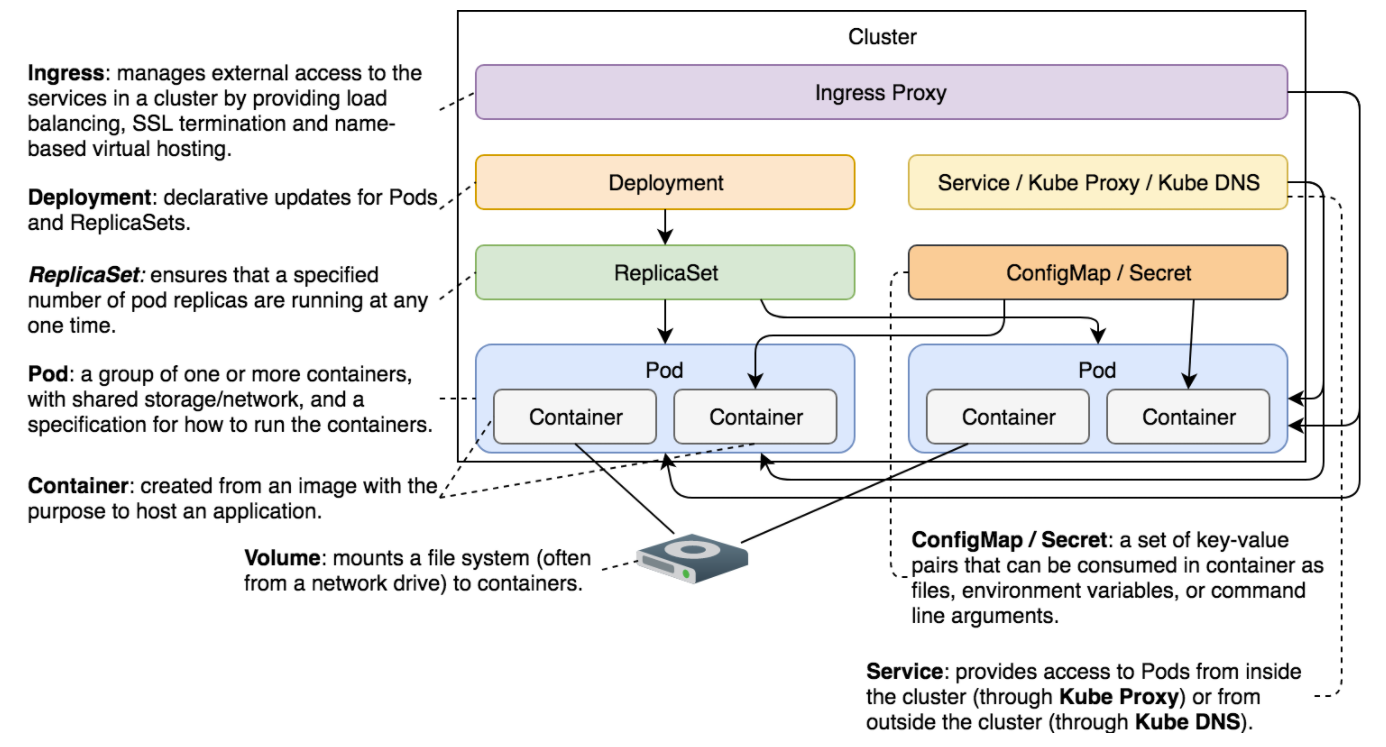 Cluster
Ingress: manages external access to the
services in a cluster by providing load
balancing, SSL termination and name-
based virtual hosting.
Ingress Proxy
Deployment: declarative updates for Pods
and ReplicaSets.
Deployment
Service / Kube Proxy / Kube DNS
ReplicaSet: ensures that a specified
number of pod replicas are running at any
one time.
ReplicaSet
ConfigMap / Secret
Pod: a group of one or more containers,
with shared storage/network, and a
specification for how to run the containers.
Pod
Container
Container
Pod
Container
Container
Container: created from an image with the
purpose to host an application.
Volume: mounts a file system (often
from a network drive) to containers.
ConfigMap / Secret: a set of key-value
pairs that can be consumed in container as
files, environment variables, or command
line arguments.
Service: provides access to Pods from inside
the cluster (through Kube Proxy) or from
outside the cluster (through Kube DNS).